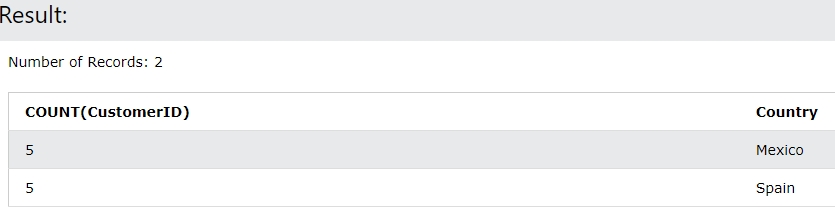 Result:
Number of Records: 2
COUNT(CustomerID) Country
5 Mexico
5 Spain